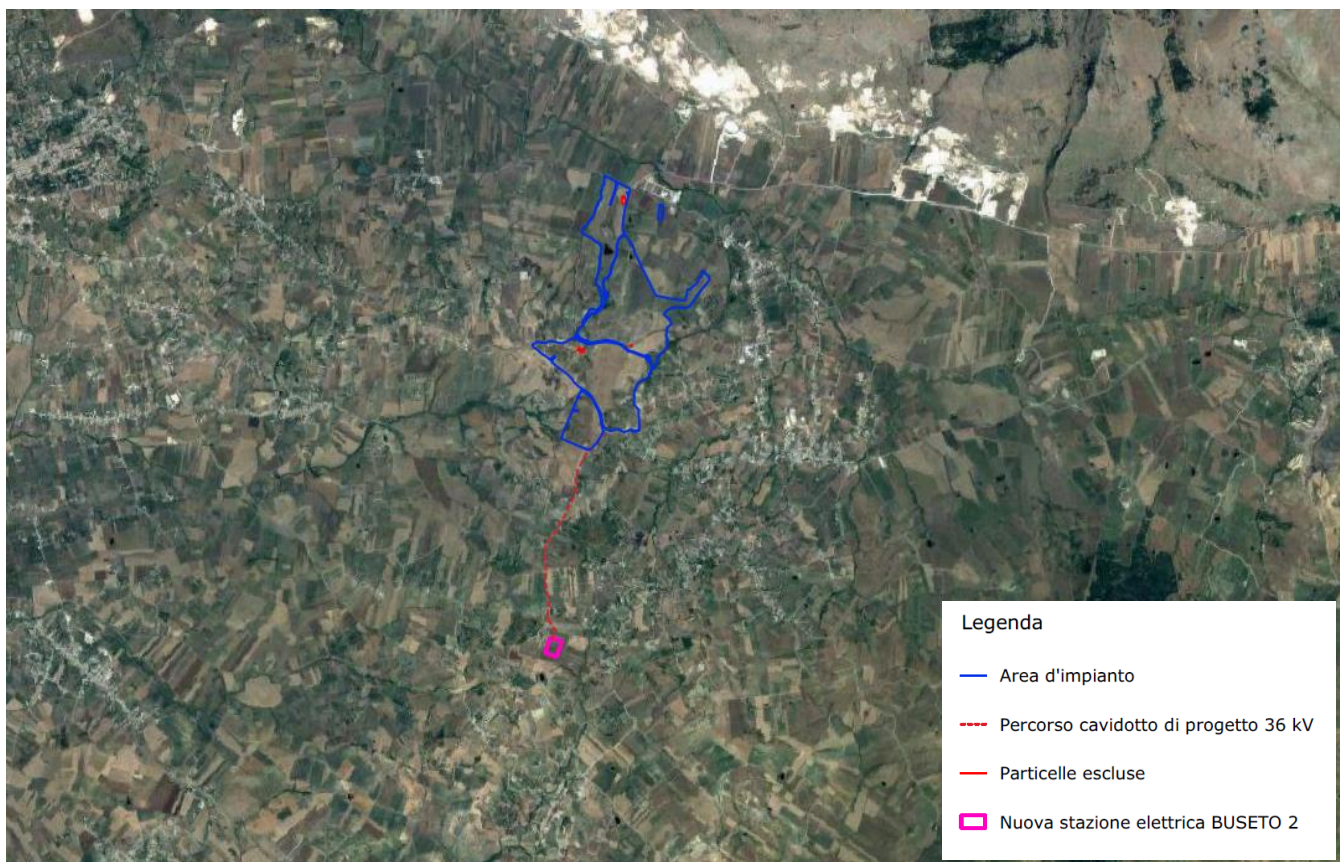 Legenda
Area d'impianto
Percorso cavidotto di progetto 36 kV
Particelle escluse
Nuova stazione elettrica BUSETO 2